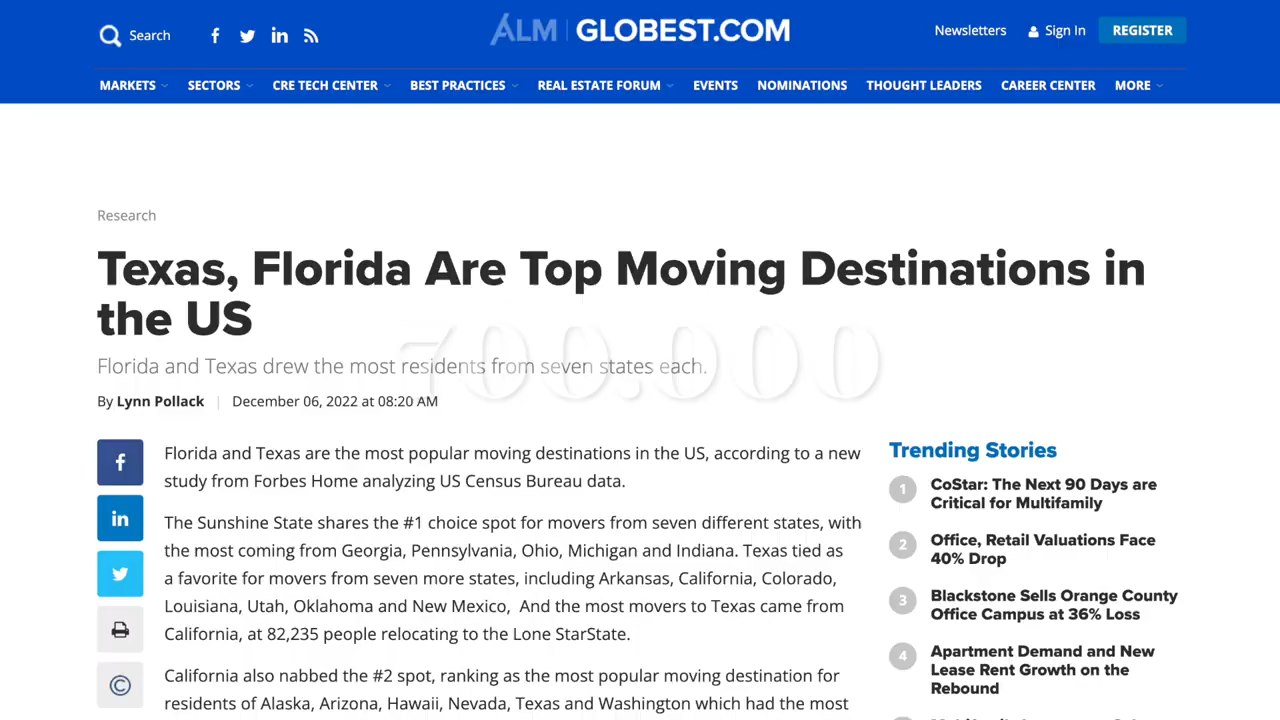 Search
ALM | GLOBEST.COM
Newsletters
Sign In
REGISTER
MARKETS
SECTORS
CRE TECH CENTER
BEST PRACTICES
REAL ESTATE FORUM
EVENTS
NOMINATIONS
THOUGHT LEADERS
CAREER CENTER
MORE
Research
Texas, Florida Are Top Moving Destinations in
the US
700.000
Florida and Texas drew the most residents from seven states each.
By Lynn Pollack | December 06, 2022 at 08:20 AM
Florida and Texas are the most popular moving destinations in the US, according to a new
study from Forbes Home analyzing US Census Bureau data.
The Sunshine State shares the #1 choice spot for movers from seven different states, with
the most coming from Georgia, Pennsylvania, Ohio, Michigan and Indiana. Texas tied as
a favorite for movers from seven more states, including Arkansas, California, Colorado,
Louisiana, Utah, Oklahoma and New Mexico, And the most movers to Texas came from
California, at 82,235 people relocating to the Lone StarState.
California also nabbed the #2 spot, ranking as the most popular moving destination for
residents of Alaska, Arizona, Hawaii, Nevada, Texas and Washington which had the most
Trending Stories
1 CoStar: The Next 90 Days are
Critical for Multifamily
2 Office, Retail Valuations Face
40% Drop
3 Blackstone Sells Orange County
Office Campus at 36% Loss
4 Apartment Demand and New
Lease Rent Growth on the
Rebound